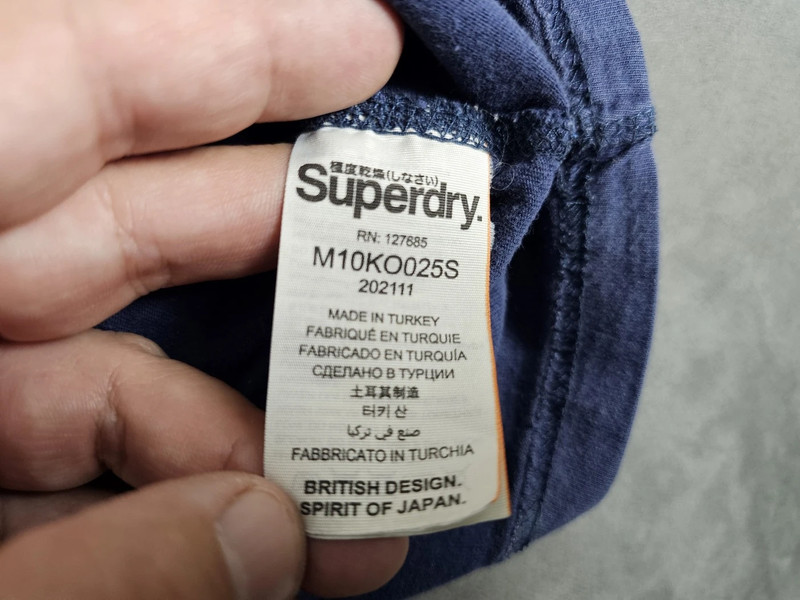 極度乾燥(しなさい)
Superdry.
RN: 127685
M10KO025S
202111
MADE IN TURKEY
FABRIQUÉ EN TURQUIE
FABRICADO EN TURQUÍA
СДЕЛАНО В ТУРЦИИ
土耳其制造
터키 산
صنع في تركيا
FABBRICATO IN TURCHIA
BRITISH DESIGN.
SPIRIT OF JAPAN.